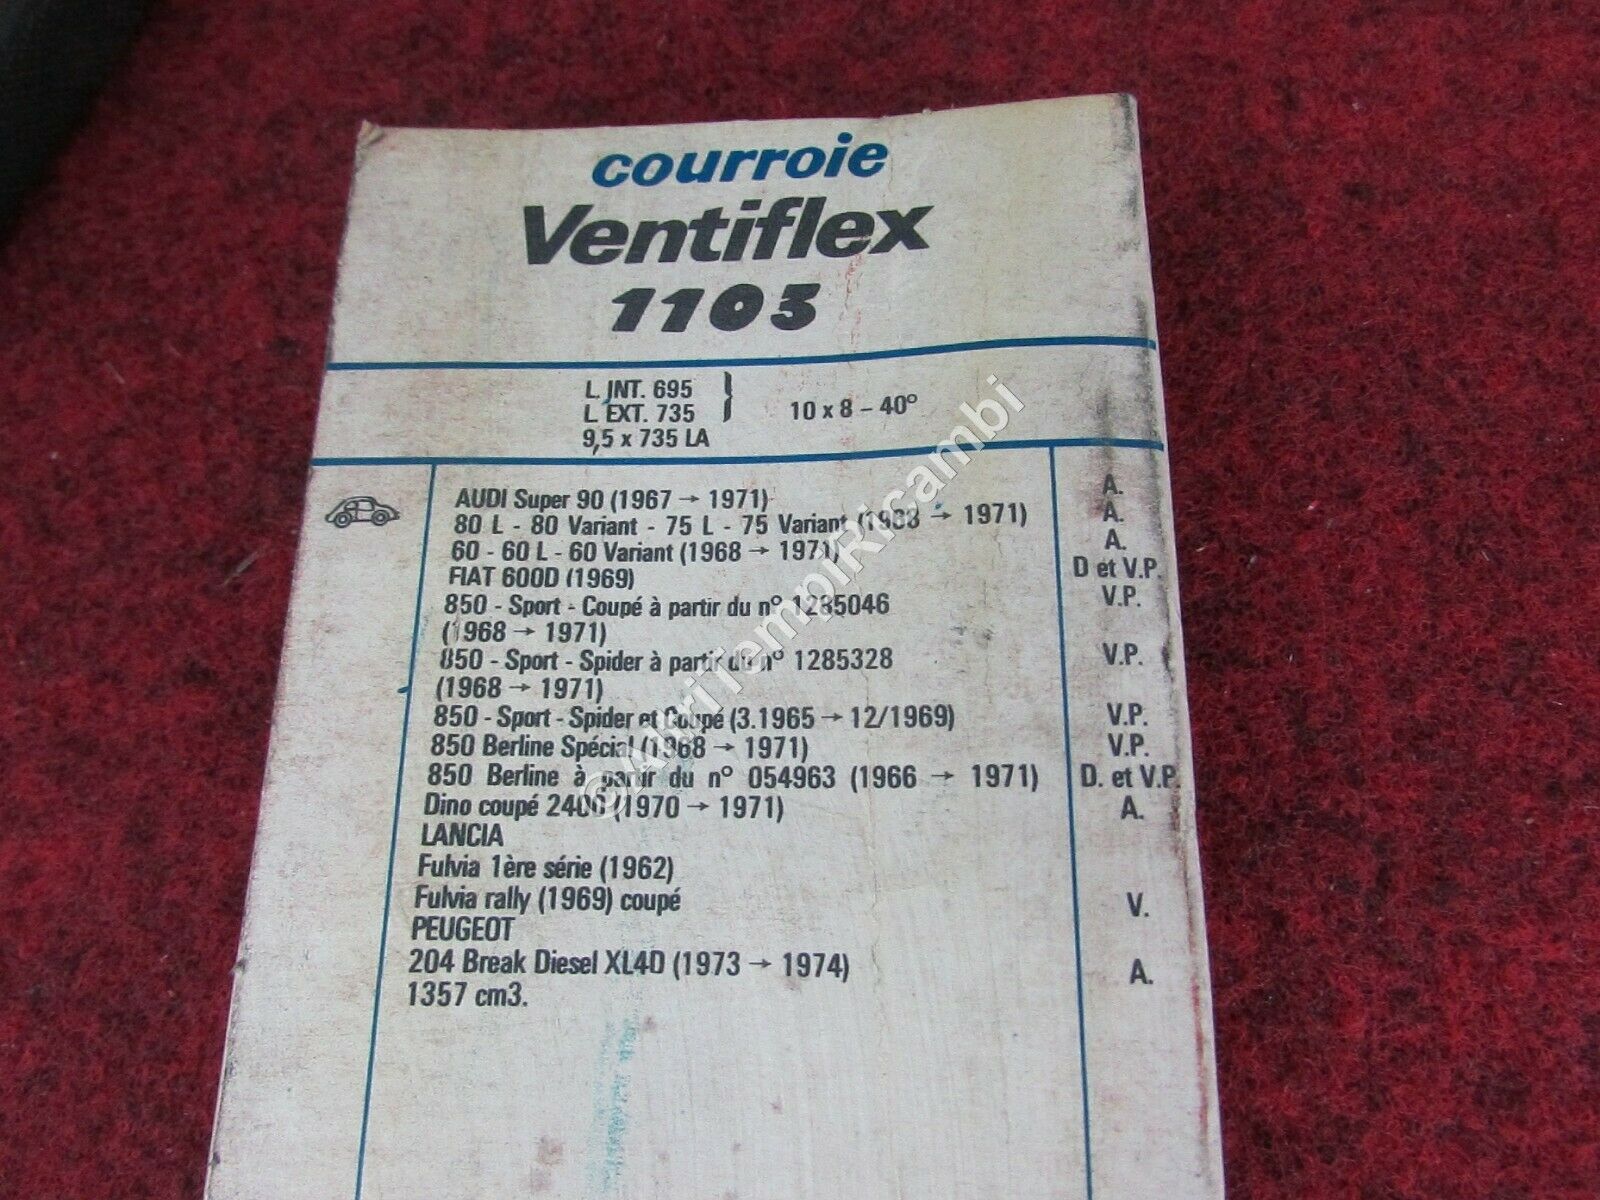 courroie
Ventiflex
1105
L. INT. 695
L. EXT. 735
10 x 8 - 40°
9,5 x 735 LA
AUDI Super 90 (1967 → 1971) A.
80 L - 80 Variant - 75 L - 75 Variant (1968 → 1971) A.
60 - 60 L - 60 Variant (1968 → 1971) A.
FIAT 600D (1969) D et V.P.
850 - Sport - Coupé à partir du n° 1285046 V.P.
(1968 → 1971)
850 - Sport - Spider à partir du n° 1285328 V.P.
(1968 → 1971)
850 - Sport - Spider et Coupé (3.1965 → 12/1969) V.P.
850 Berline Spécial (1968 → 1971) V.P.
850 Berline à partir du n° 054963 (1966 → 1971) D. et V.P.
Dino coupé 2400 (1970 → 1971) A.
LANCIA
Fulvia 1ère série (1962)
Fulvia rally (1969) coupé V.
PEUGEOT
204 Break Diesel XL4D (1973 → 1974) A.
1357 cm3.
©AltriTempiRicambi